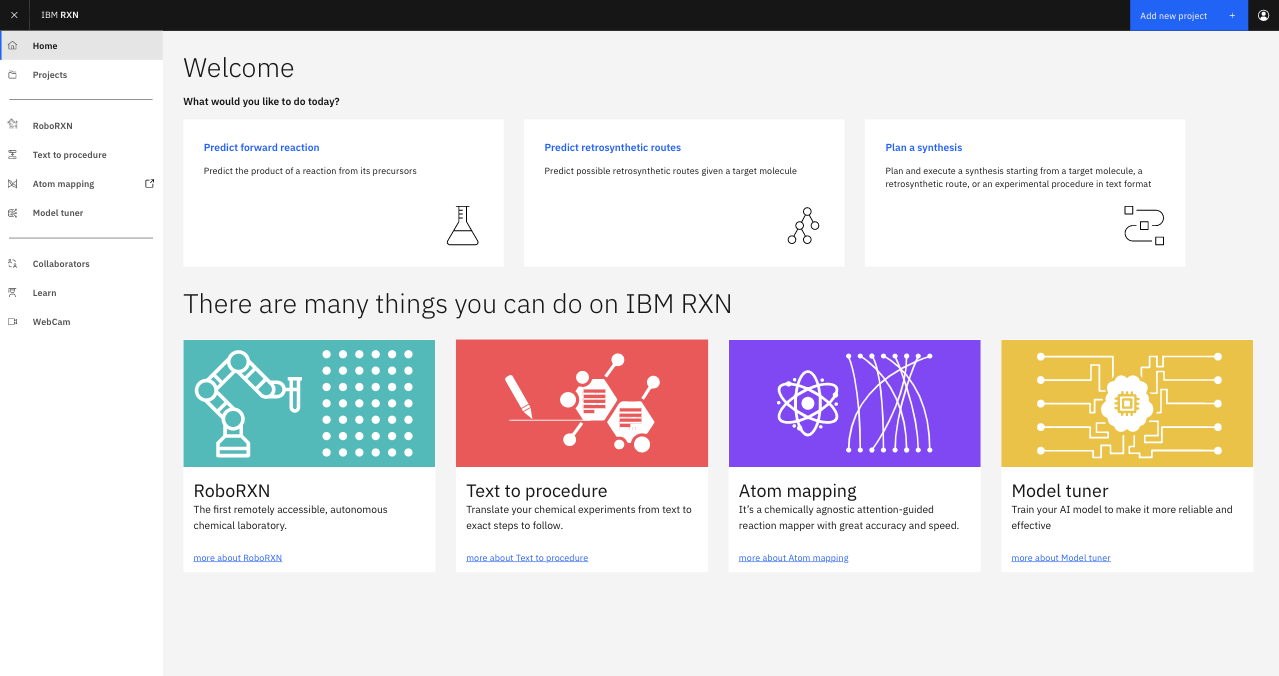 IBM RXN
Add new project +
Home
Projects
RoboRXN
Text to procedure
Atom mapping
Model tuner
Collaborators
Learn
WebCam
Welcome
What would you like to do today?
Predict forward reaction
Predict the product of a reaction from its precursors
Predict retrosynthetic routes
Predict possible retrosynthetic routes given a target molecule
Plan a synthesis
Plan and execute a synthesis starting from a target molecule, a
retrosynthetic route, or an experimental procedure in text format
There are many things you can do on IBM RXN
RoboRXN
The first remotely accessible, autonomous
chemical laboratory.
more about RoboRXN
Text to procedure
Translate your chemical experiments from text to
exact steps to follow.
more about Text to procedure
Atom mapping
It's a chemically agnostic attention-guided
reaction mapper with great accuracy and speed.
more about Atom mapping
Model tuner
Train your AI model to make it more reliable and
effective
more about Model tuner